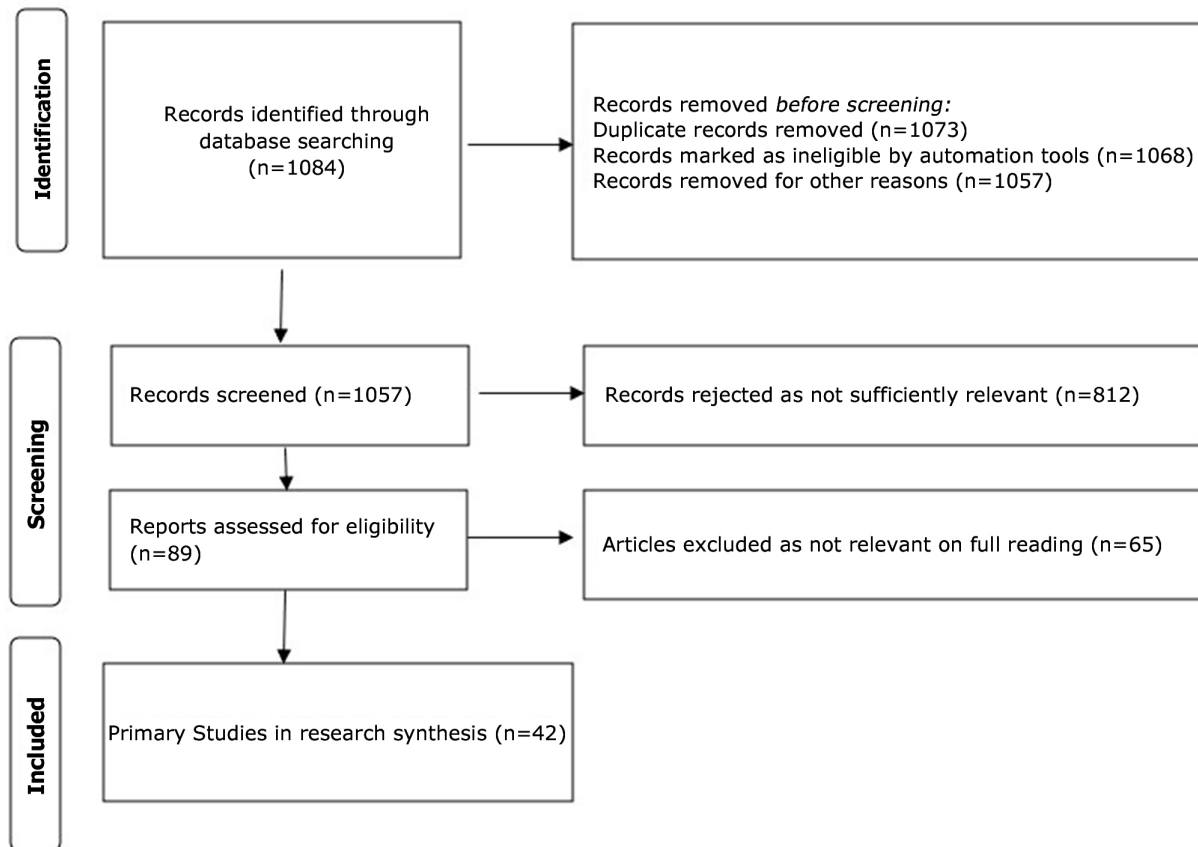 Identification
Records identified through
database searching
(n=1084)
Records removed before screening:
Duplicate records removed (n=1073)
Records marked as ineligible by automation tools (n=1068)
Records removed for other reasons (n=1057)
Screening
Records screened (n=1057)
Records rejected as not sufficiently relevant (n=812)
Reports assessed for eligibility
(n=89)
Articles excluded as not relevant on full reading (n=65)
Included
Primary Studies in research synthesis (n=42)